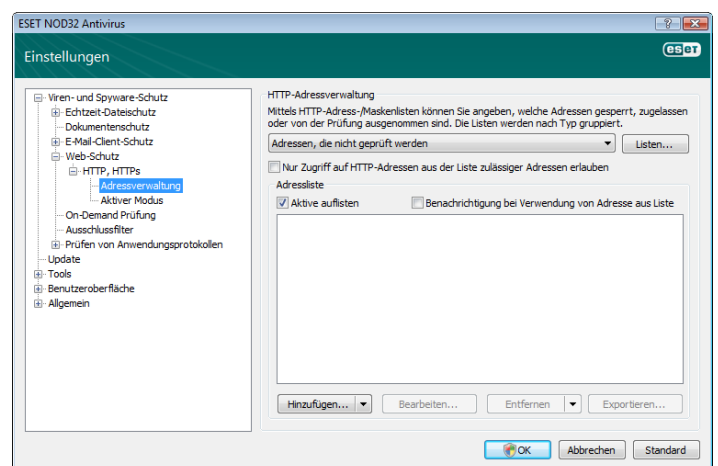 ESET NOD32 Antivirus
Einstellungen
eseT
Viren- und Spyware-Schutz
Echtzeit-Dateischutz
Dokumentenschutz
E-Mail-Client-Schutz
Web-Schutz
HTTP, HTTPs
Adressverwaltung
Aktiver Modus
On-Demand Prüfung
Ausschlussfilter
Prüfen von Anwendungsprotokollen
Update
Tools
Benutzeroberfläche
Allgemein
HTTP-Adressverwaltung
Mittels HTTP-Adress-/Maskenlisten können Sie angeben, welche Adressen gesperrt, zugelassen
oder von der Prüfung ausgenommen sind. Die Listen werden nach Typ gruppiert.
Adressen, die nicht geprüft werden
Listen...
Nur Zugriff auf HTTP-Adressen aus der Liste zulässiger Adressen erlauben
Adressliste
Aktive auflisten
Benachrichtigung bei Verwendung von Adresse aus Liste
Hinzufügen...
Bearbeiten...
Entfernen
Exportieren...
OK
Abbrechen
Standard